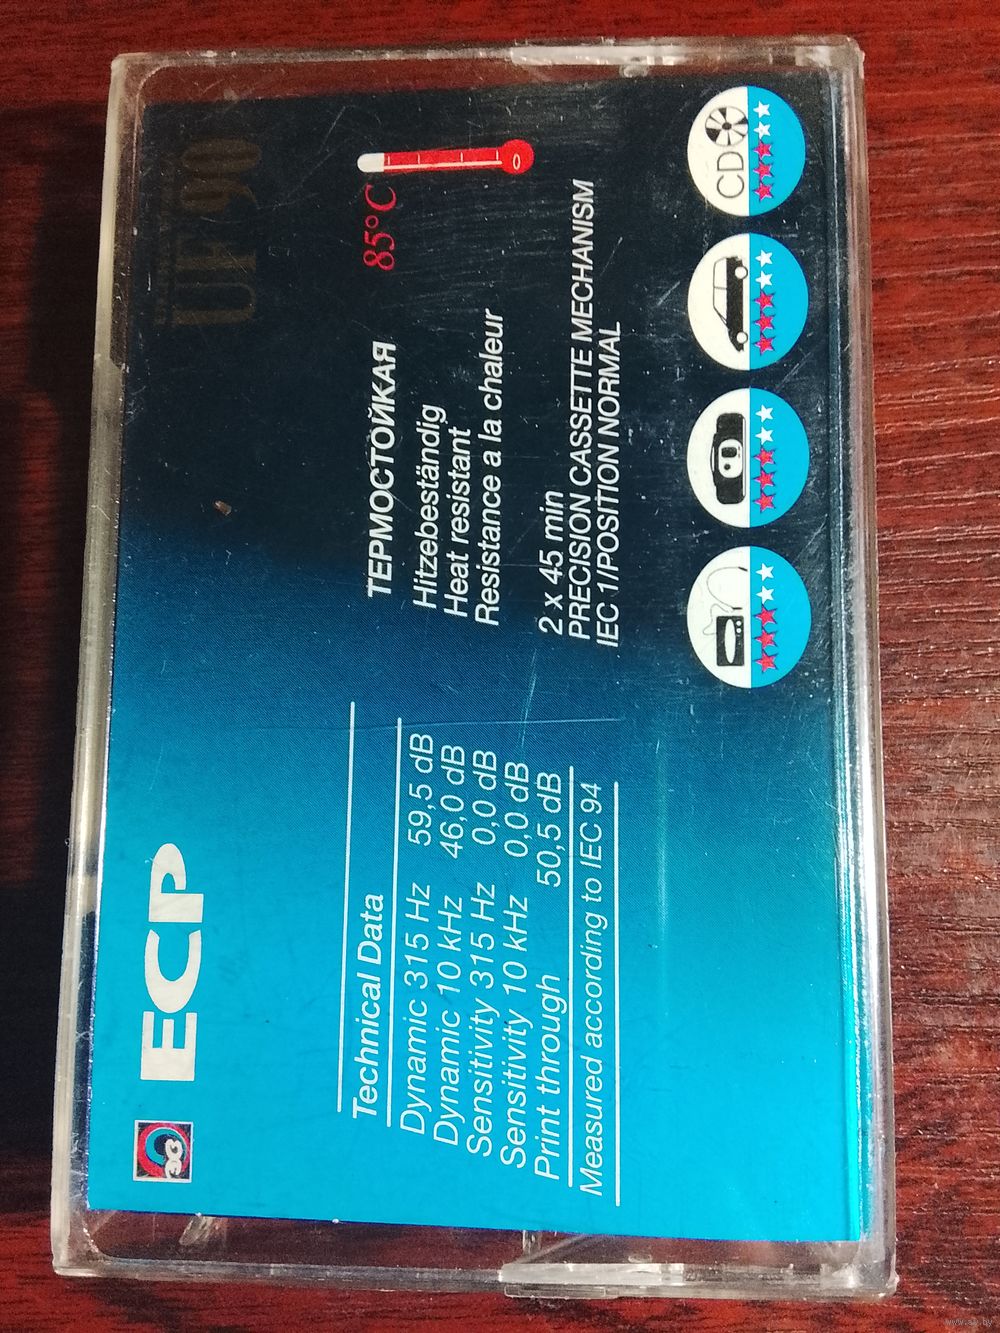 ECP
UF 90
Technical Data
Dynamic 315 Hz 59,5 dB
Dynamic 10 kHz 46,0 dB
Sensitivity 315 Hz 0,0 dB
Sensitivity 10 kHz 0,0 dB
Print through 50,5 dB
Measured according to IEC 94
85°C
ТЕРМОСТОЙКАЯ
Hitzebeständig
Heat resistant
Resistance a la chaleur
2 x 45 min
PRECISION CASSETTE MECHANISM
IEC 1/POSITION NORMAL
CD
www.ay.by